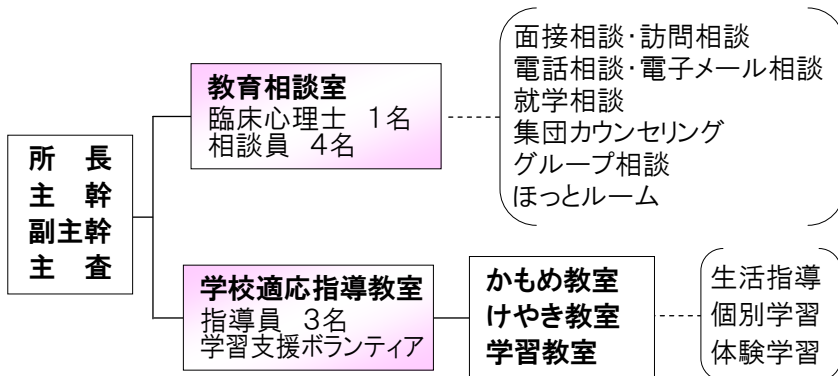 所　長
主　幹
副主幹
主　査
教育相談室
臨床心理士　1名
相談員　4名
面接相談・訪問相談
電話相談・電子メール相談
就学相談
集団カウンセリング
グループ相談
ほっとルーム
学校適応指導教室
指導員　3名
学習支援ボランティア
かもめ教室
けやき教室
学習教室
生活指導
個別学習
体験学習